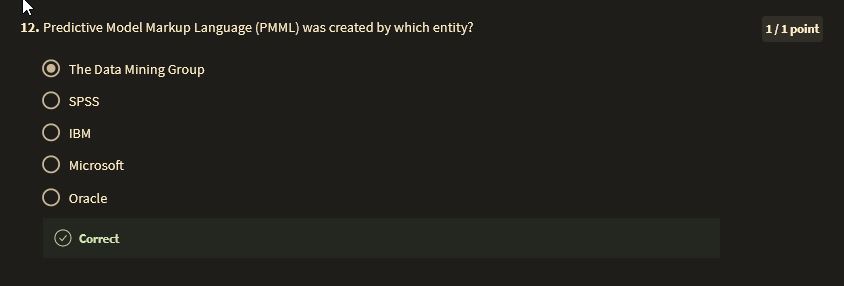 12. Predictive Model Markup Language (PMML) was created by which entity?
1 / 1 point
The Data Mining Group
SPSS
IBM
Microsoft
Oracle
Correct